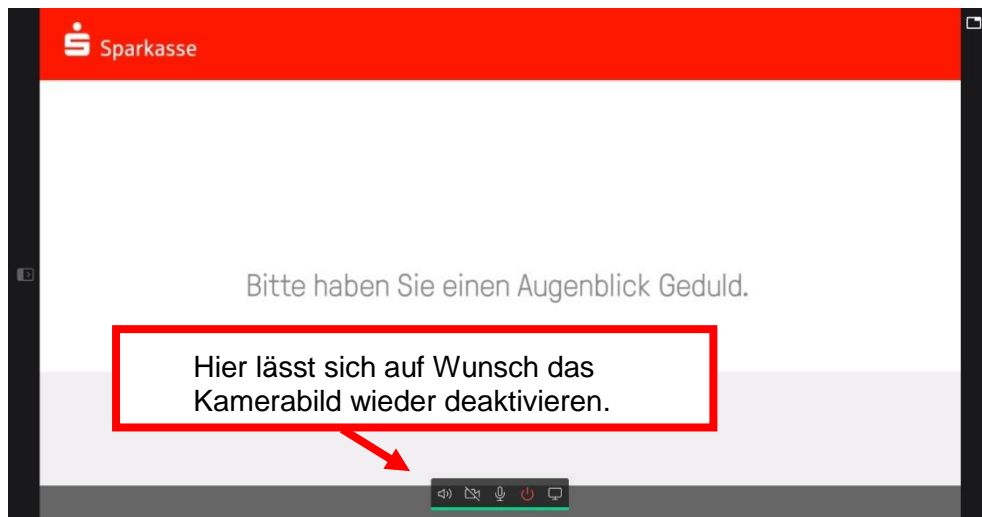 Sparkasse
Bitte haben Sie einen Augenblick Geduld.
Hier lässt sich auf Wunsch das
Kamerabild wieder deaktivieren.